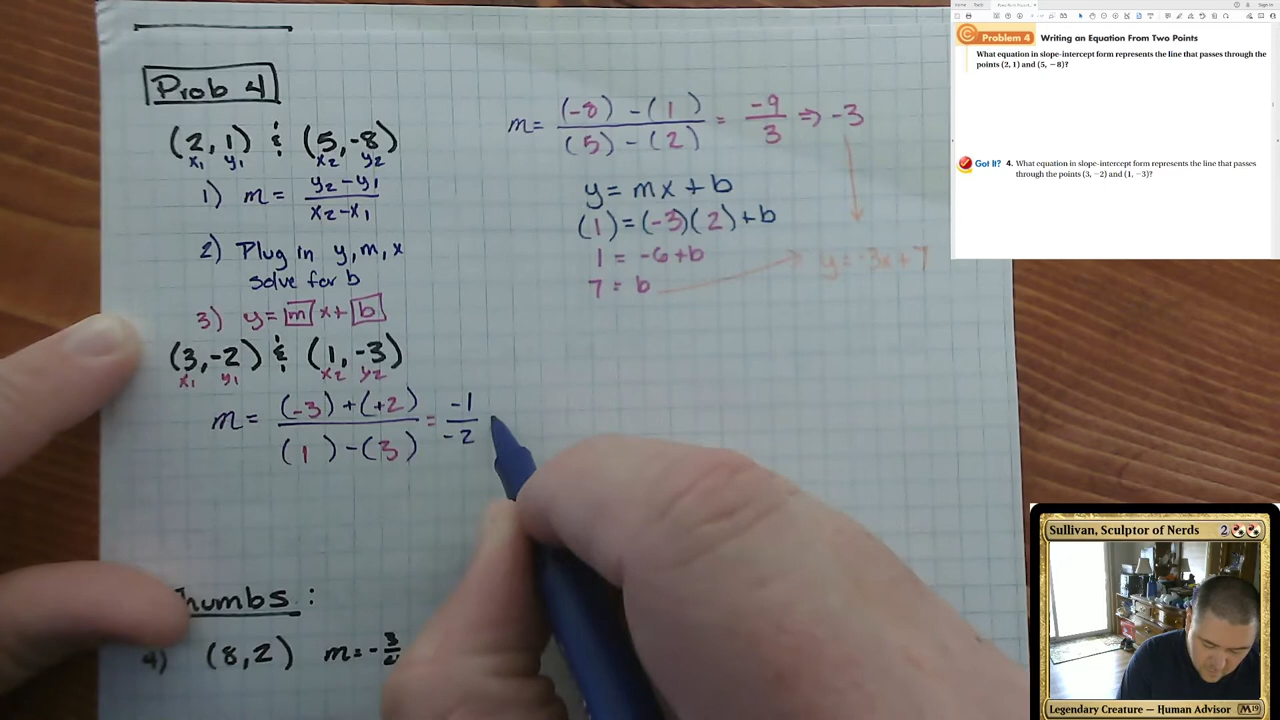 Prob 4
(2,1) & (5,-8)
x₁ y₁ x₂ y₂
1) m = y₂-y₁ / x₂-x₁
2) Plug in y, m, x
solve for b
3) y = m x + b
(3,-2) & (1,-3)
x₁ y₁ x₂ y₂
m = (-3)+(+2) / (1)-(3) = -1 / -2
humbs :
4) (8,2) m = -3/
m = (-8)-(1) / (5)-(2) = -9 / 3 ⇒ -3
y = mx + b
(1) = (-3)(2) + b
1 = -6 + b
7 = b
y = -3x + 7
Problem 4 Writing an Equation From Two Points
What equation in slope-intercept form represents the line that passes through the
points (2, 1) and (5, −8)?
Got It? 4. What equation in slope-intercept form represents the line that passes
through the points (3, −2) and (1, −3)?
Sullivan, Sculptor of Nerds 2
Legendary Creature — Human Advisor M19